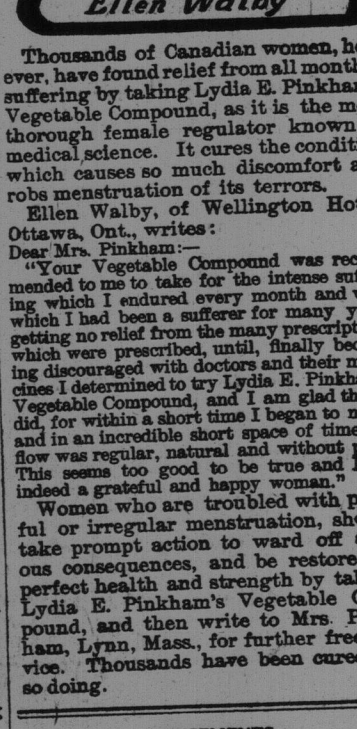 Ellen Walby
Thousands of Canadian women, h
ever, have found relief from all month
suffering by taking Lydia E. Pinkham
Vegetable Compound, as it is the m
thorough female regulator known
medical science. It cures the condit
which causes so much discomfort a
robs menstruation of its terrors.
Ellen Walby, of Wellington Ho
Ottawa, Ont., writes:
Dear Mrs. Pinkham:—
"Your Vegetable Compound was rec
mended to me to take for the intense suf
ing which I endured every month and
which I had been a sufferer for many y
getting no relief from the many prescript
which were prescribed, until, finally bec
ing discouraged with doctors and their m
cines I determined to try Lydia E. Pinkh
Vegetable Compound, and I am glad th
did, for within a short time I began to
and in an incredible short space of time
flow was regular, natural and without
This seems too good to be true and I
indeed a grateful and happy woman."
Women who are troubled with p
ful or irregular menstruation, sh
take prompt action to ward off
ous consequences, and be restore
perfect health and strength by ta
Lydia E. Pinkham's Vegetable C
pound, and then write to Mrs. P
ham, Lynn, Mass., for further free
vice. Thousands have been cure
so doing.